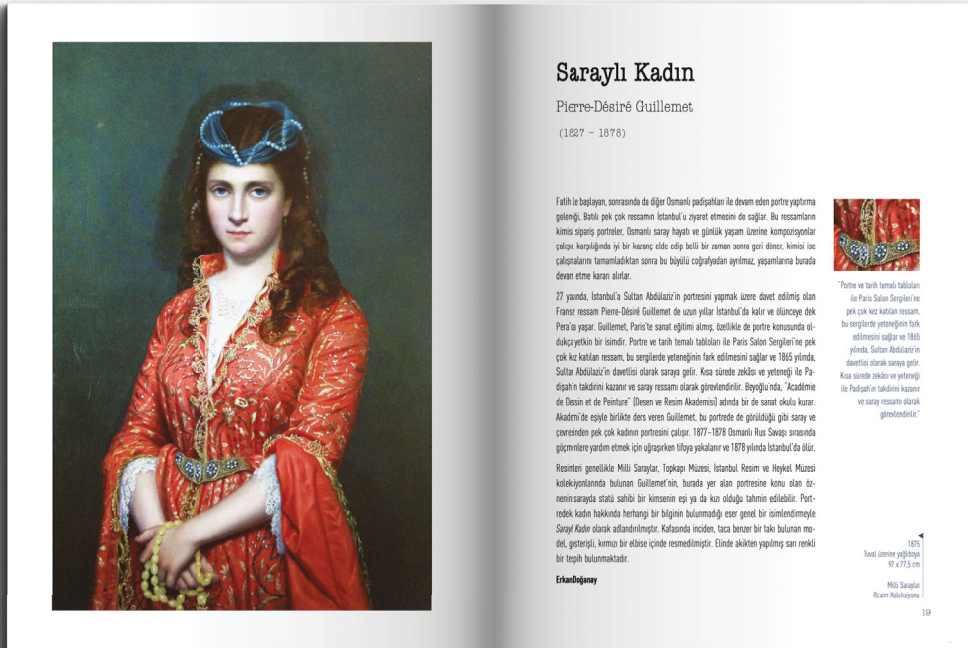 Saraylı Kadın
Pierre-Désiré Guillemet
(1827 – 1878)
Fatih le başlayan, sonrasında da diğer Osmanlı padişahları ile devam eden portre yaptırma
geleneği, Batılı pek çok ressamın İstanbul'u ziyaret etmesini de sağlar. Bu ressamların
kimis sipariş portreler, Osmanlı saray hayatı ve günlük yaşam üzerine kompozisyonlar
çalışı karşılığında iyi bir kazanç elde edip belli bir zaman sonra geri döner, kimisi ise
çalışnalarını tamamladıktan sonra bu büyülü coğrafyadan ayrılmaz, yaşamlarına burada
devan etme kararı alırlar.
27 yaında, İstanbul'a Sultan Abdülaziz'in portresini yapmak üzere davet edilmiş olan
Fransı ressam Pierre-Désiré Guillemet de uzun yıllar İstanbul'da kalır ve ölünceye dek
Pera'ca yaşar. Guillemet, Paris'te sanat eğitimi almış, özellikle de portre konusunda ol-
dukça yetkin bir isimdir. Portre ve tarih temalı tabloları ile Paris Salon Sergileri'ne pek
çok kız katılan ressam, bu sergilerde yeteneğinin fark edilmesini sağlar ve 1865 yılında,
Sultaı Abdülaziz'in davetlisi olarak saraya gelir. Kısa sürede zekâsı ve yeteneği ile Pa-
dişah'ın takdirini kazanır ve saray ressamı olarak görevlendirilir. Beyoğlu'nda, "Académie
de Dessin et de Peinture" (Desen ve Resim Akademisi) adında bir de sanat okulu kurar.
Akademi'de eşiyle birlikte ders veren Guillemet, bu portrede de görüldüğü gibi saray ve
çevresinden pek çok kadının portresini çalışır. 1877–1878 Osmanlı Rus Savaşı sırasında
göçmenlere yardım etmek için uğraşırken tifoya yakalanır ve 1878 yılında İstanbul'da ölür.
Resimleri genellikle Milli Saraylar, Topkapı Müzesi, İstanbul Resim ve Heykel Müzesi
kolekiyonlarında bulunan Guillemet'nin, burada yer alan portresine konu olan öz-
nenin sarayda statü sahibi bir kimsenin eşi ya da kızı olduğu tahmin edilebilir. Port-
redek kadın hakkında herhangi bir bilginin bulunmadığı eser genel bir isimlendirmeyle
Sarayl Kadın olarak adlandırılmıştır. Kafasında inciden, taca benzer bir takı bulunan mo-
del, gısterişli, kırmızı bir elbise içinde resmedilmiştir. Elinde akikten yapılmış sarı renkli
bir tespih bulunmaktadır.
ErkanDoğanay
"Portre ve tarih temalı tabloları
ile Paris Salon Sergileri'ne
pek çok kez katılan ressam,
bu sergilerde yeteneğinin fark
edilmesini sağlar ve 1865
yılında, Sultan Abdülaziz'in
davetlisi olarak saraya gelir.
Kısa sürede zekâsı ve yeteneği
ile Padişah'ın takdirini kazanır
ve saray ressamı olarak
görevlendirilir."
1875
Tuval üzerine yağlıboya
97 x 77,5 cm
Milli Saraylar
Resim Koleksiyonu
19